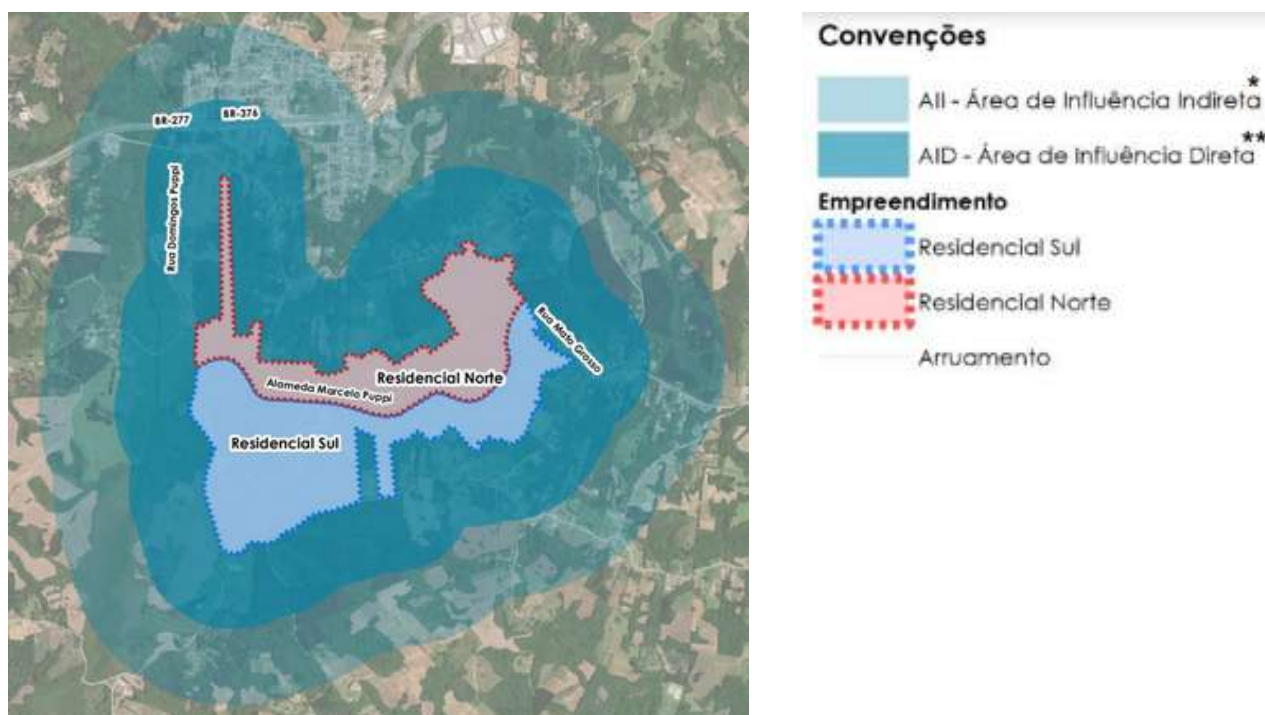 BR-277
BR-376
Rua Domingos Puppi
Rua Mato Grosso
Residencial Norte
Alameda Marcelo Puppi
Residencial Sul
Convenções
AII - Área de Influência Indireta*
AID - Área de Influência Direta**
Empreendimento
Residencial Sul
Residencial Norte
Arruamento